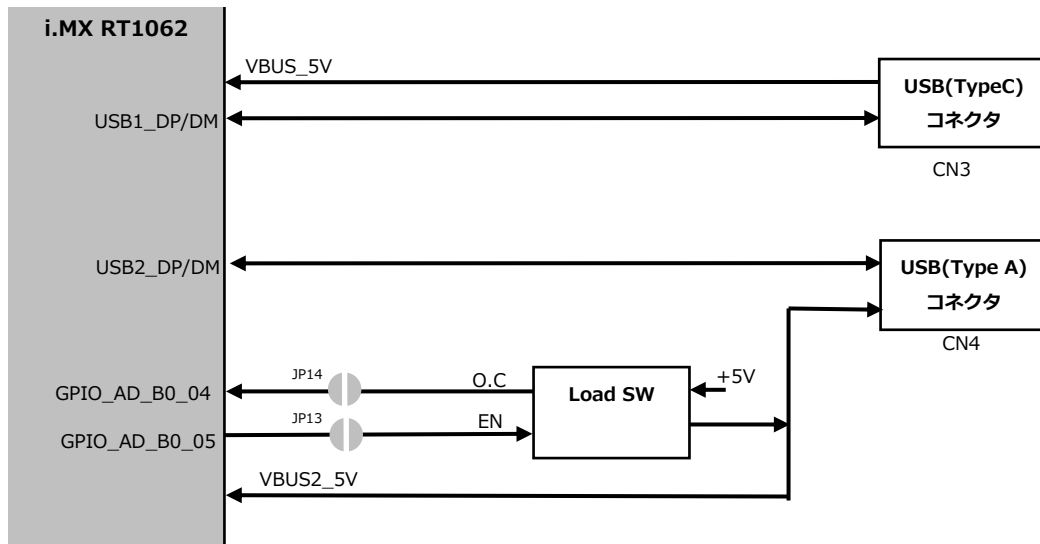 i.MX RT1062
VBUS_5V
USB(TypeC)
コネクタ
USB1_DP/DM
CN3
USB2_DP/DM
USB(Type A)
コネクタ
CN4
JP14
O.C
+5V
GPIO_AD_B0_04
Load SW
JP13
EN
GPIO_AD_B0_05
VBUS2_5V